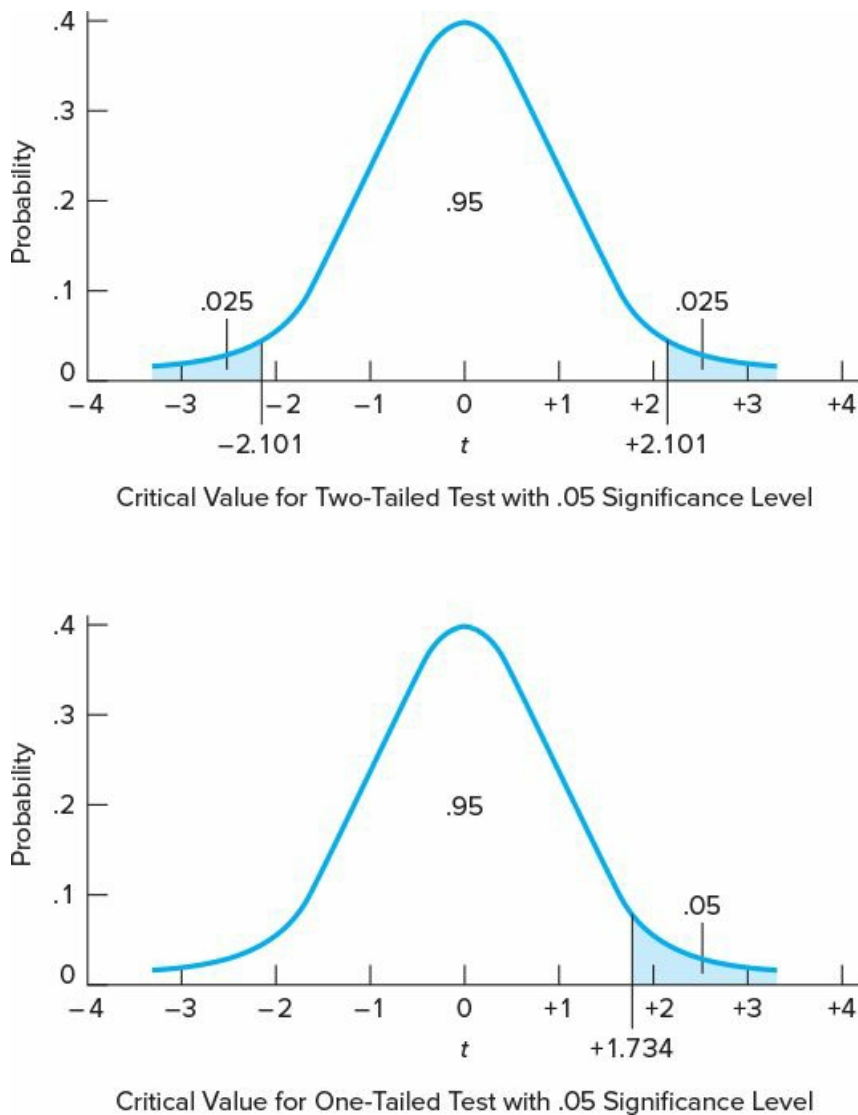 .4
.3
Probability
.2
.95
.1
.025
.025
0
−4 −3 −2 −1 0 +1 +2 +3 +4
−2.101 t +2.101
Critical Value for Two-Tailed Test with .05 Significance Level
.4
.3
Probability
.2
.95
.1
.05
0
−4 −3 −2 −1 0 +1 +2 +3 +4
t +1.734
Critical Value for One-Tailed Test with .05 Significance Level